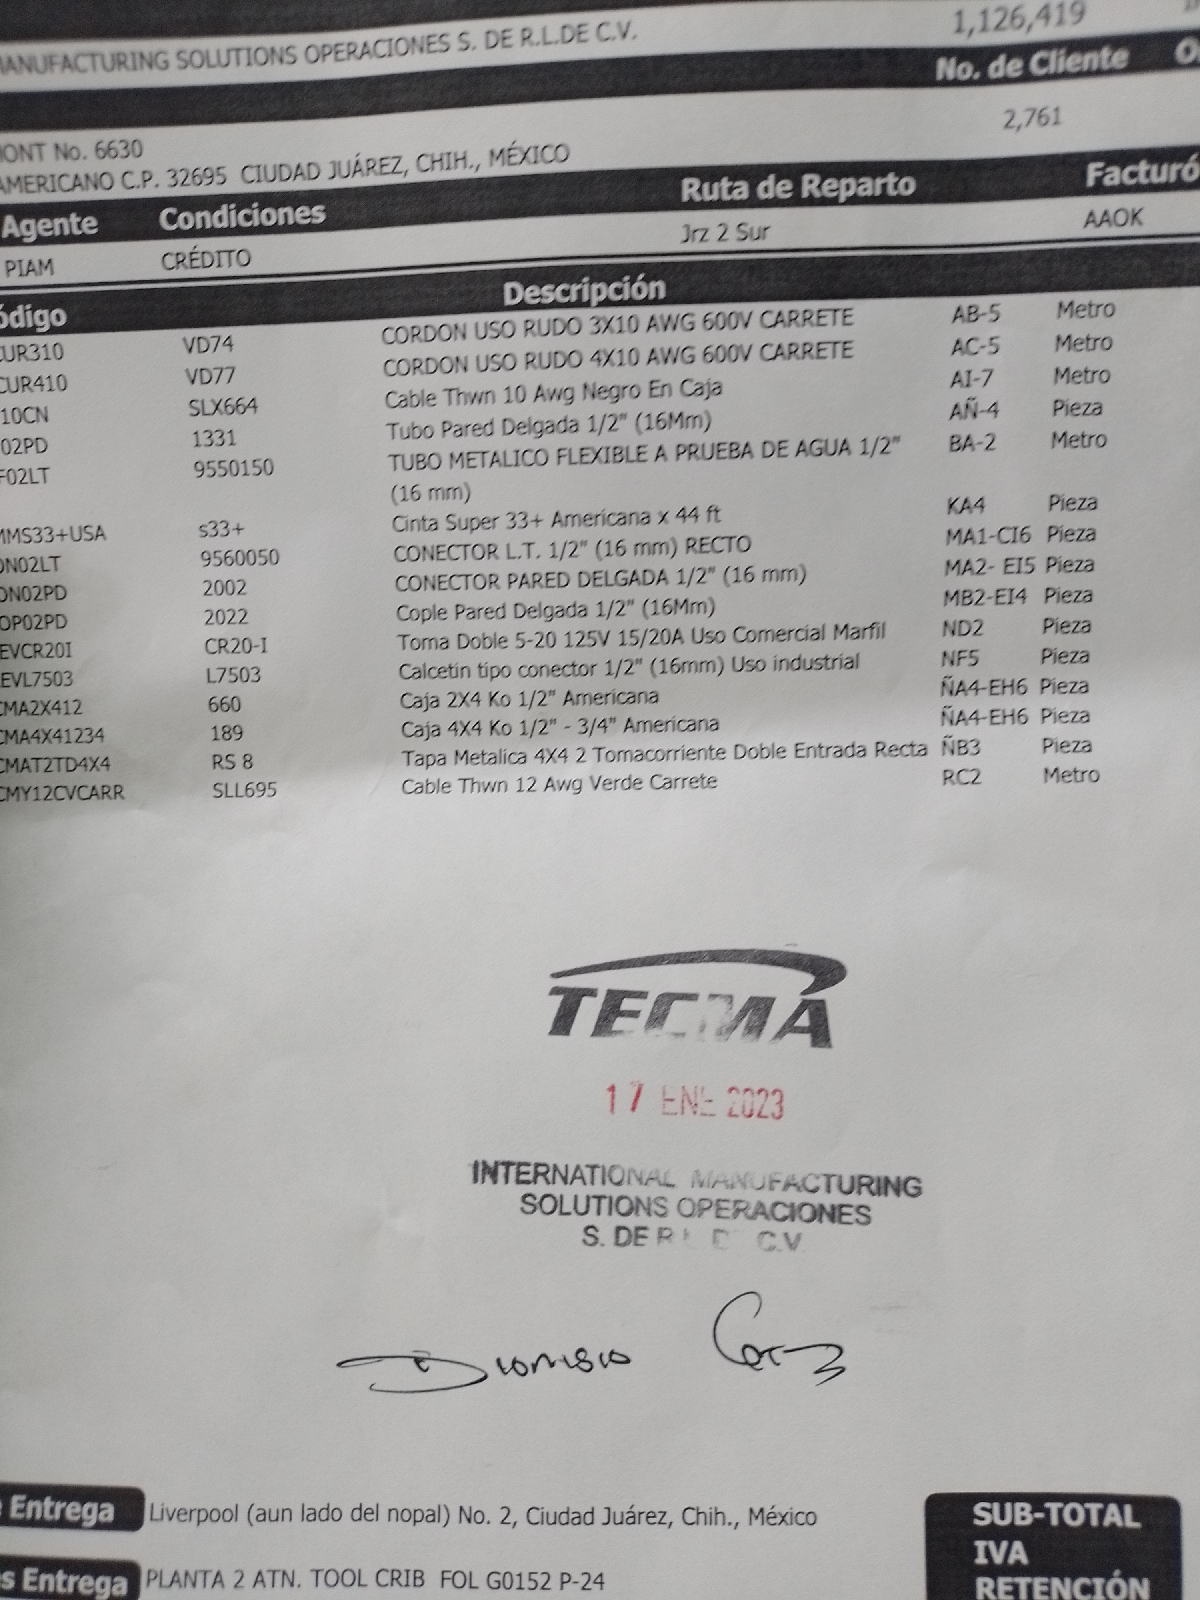 MANUFACTURING SOLUTIONS OPERACIONES S. DE R.L.DE C.V. 1,126,419
No. de Cliente
2,761
MONT No. 6630
AMERICANO C.P. 32695 CIUDAD JUÁREZ, CHIH., MÉXICO
Agente Condiciones Ruta de Reparto Facturó
PIAM CRÉDITO Jrz 2 Sur AAOK
ódigo Descripción
CUR310 VD74 CORDON USO RUDO 3X10 AWG 600V CARRETE AB-5 Metro
CUR410 VD77 CORDON USO RUDO 4X10 AWG 600V CARRETE AC-5 Metro
10CN SLX664 Cable Thwn 10 Awg Negro En Caja AI-7 Metro
02PD 1331 Tubo Pared Delgada 1/2" (16Mm) AÑ-4 Pieza
F02LT 9550150 TUBO METALICO FLEXIBLE A PRUEBA DE AGUA 1/2" BA-2 Metro
(16 mm)
MMS33+USA s33+ Cinta Super 33+ Americana x 44 ft KA4 Pieza
ON02LT 9560050 CONECTOR L.T. 1/2" (16 mm) RECTO MA1-CI6 Pieza
ON02PD 2002 CONECTOR PARED DELGADA 1/2" (16 mm) MA2- EI5 Pieza
OP02PD 2022 Cople Pared Delgada 1/2" (16Mm) MB2-EI4 Pieza
EVCR20I CR20-I Toma Doble 5-20 125V 15/20A Uso Comercial Marfil ND2 Pieza
EVL7503 L7503 Calcetin tipo conector 1/2" (16mm) Uso industrial NF5 Pieza
CMA2X412 660 Caja 2X4 Ko 1/2" Americana ÑA4-EH6 Pieza
CMA4X41234 189 Caja 4X4 Ko 1/2" - 3/4" Americana ÑA4-EH6 Pieza
CMAT2TD4X4 RS 8 Tapa Metalica 4X4 2 Tomacorriente Doble Entrada Recta ÑB3 Pieza
CMY12CVCARR SLL695 Cable Thwn 12 Awg Verde Carrete RC2 Metro
TECMA
17 ENE 2023
INTERNATIONAL MANUFACTURING
SOLUTIONS OPERACIONES
S. DE R.L. DE C.V.
Dionisio
Entrega Liverpool (aun lado del nopal) No. 2, Ciudad Juárez, Chih., México
s Entrega PLANTA 2 ATN. TOOL CRIB FOL G0152 P-24
SUB-TOTAL
IVA
RETENCIÓN